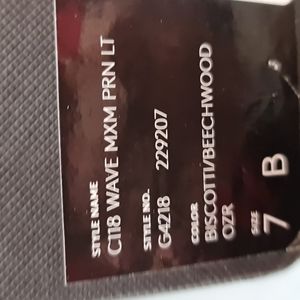 STYLE NAME
C118 WAVE MXM PRN LT
STYLE NO.
G4218 229207
COLOR
BISCOTTI/BEECHWOOD
OZR
SIZE
7 B